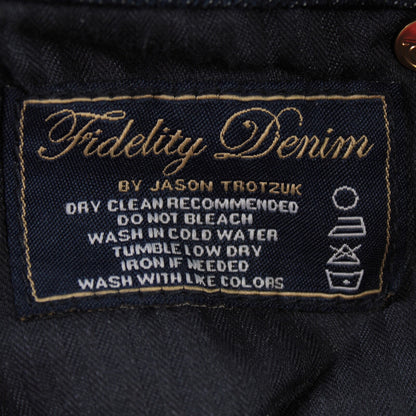 Fidelity Denim
BY JASON TROTZUK
DRY CLEAN RECOMMENDED
DO NOT BLEACH
WASH IN COLD WATER
TUMBLE LOW DRY
IRON IF NEEDED
WASH WITH LIKE COLORS